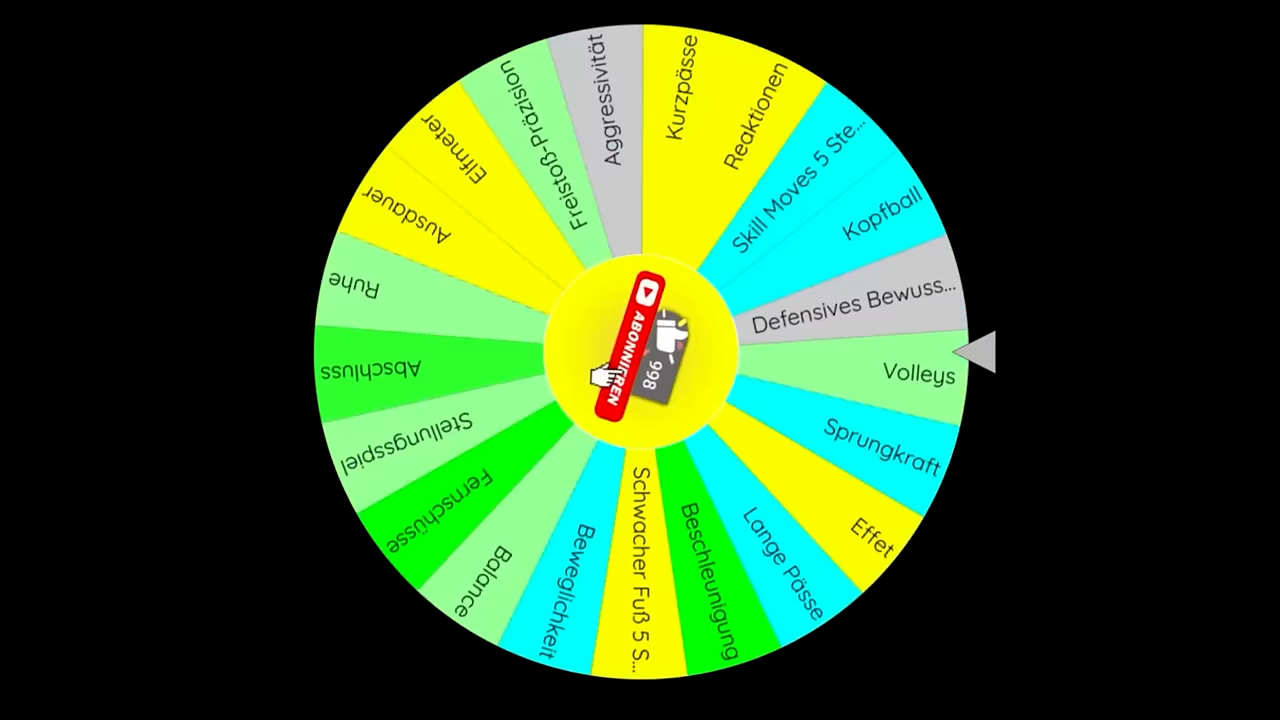 Kurzpässe
Reaktionen
Skill Moves 5 Ste...
Kopfball
Defensives Bewuss...
Volleys
Sprungkraft
Effet
Lange Pässe
Beschleunigung
Schwacher Fuß 5 S...
Beweglichkeit
Balance
Fernschüsse
Stellungsspiel
Abschluss
Ruhe
Ausdauer
Elfmeter
Freistoß-Präzision
Aggressivität
ABONNIEREN
998